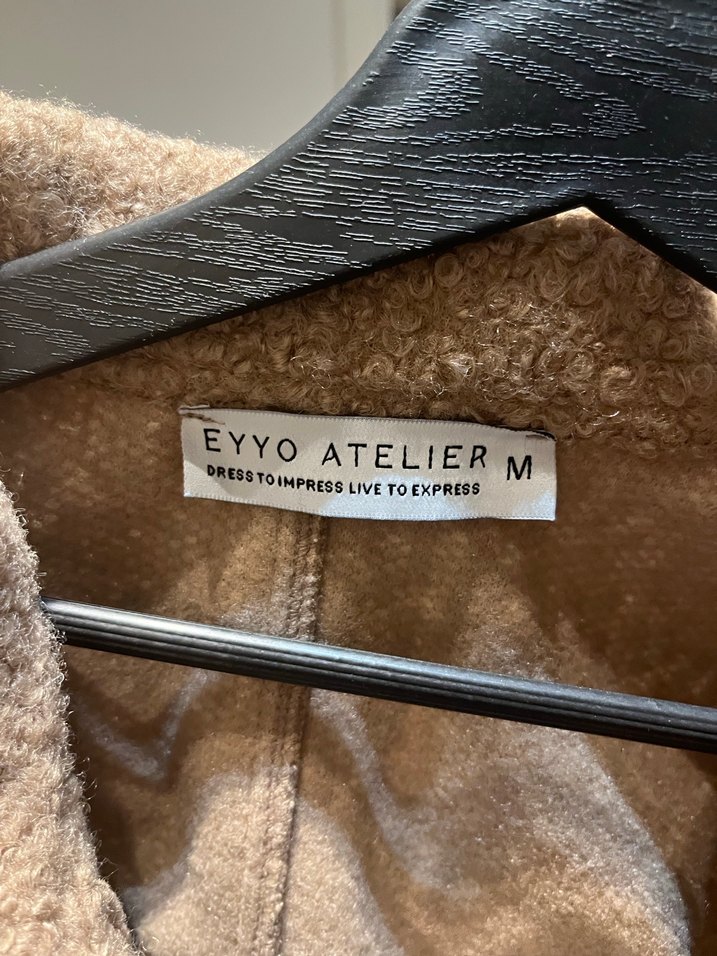 EYYO ATELIER M
DRESS TO IMPRESS LIVE TO EXPRESS